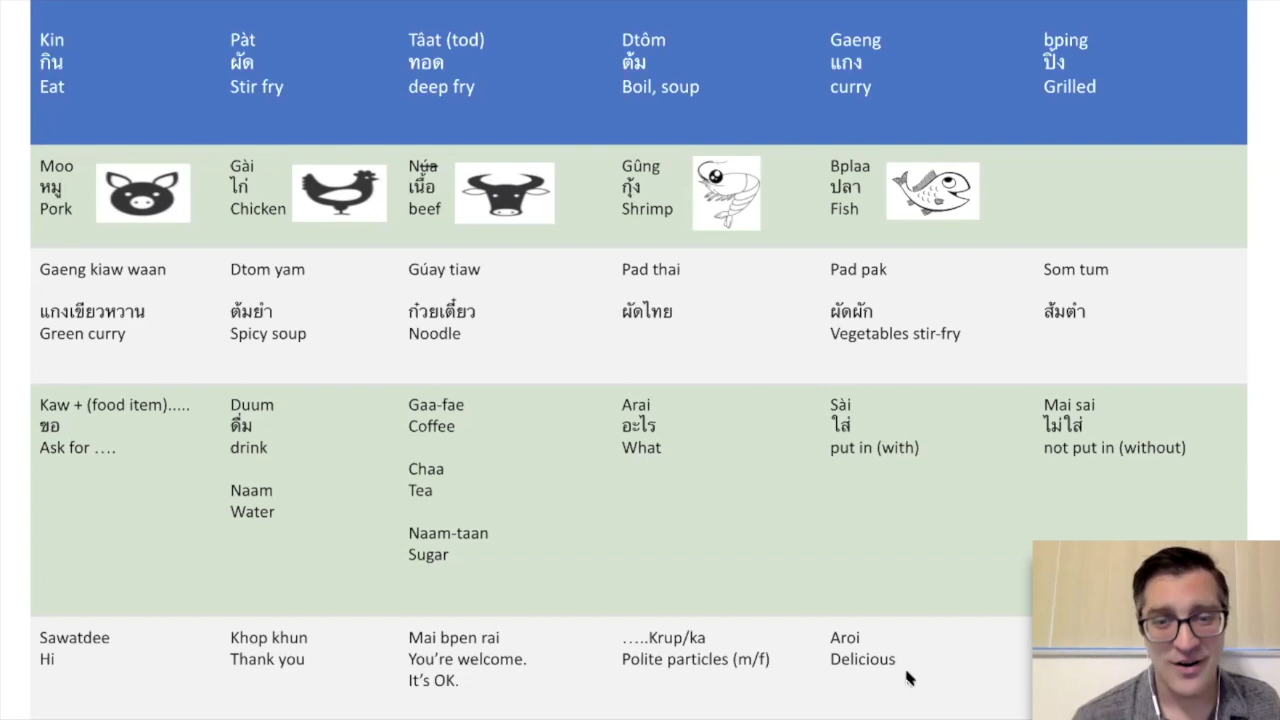 Kin
กิน
Eat
Pàt
ผัด
Stir fry
Tâat (tod)
ทอด
deep fry
Dtôm
ต้ม
Boil, soup
Gaeng
แกง
curry
bping
ปิ้ง
Grilled
Moo
หมู
Pork
Gài
ไก่
Chicken
Núa
เนื้อ
beef
Gûng
กุ้ง
Shrimp
Bplaa
ปลา
Fish
Gaeng kiaw waan
แกงเขียวหวาน
Green curry
Dtom yam
ต้มยำ
Spicy soup
Gúay tiaw
ก๋วยเตี๋ยว
Noodle
Pad thai
ผัดไทย
Pad pak
ผัดผัก
Vegetables stir-fry
Som tum
ส้มตำ
Kaw + (food item).....
ขอ
Ask for ….
Duum
ดื่ม
drink
Naam
Water
Gaa-fae
Coffee
Chaa
Tea
Naam-taan
Sugar
Arai
อะไร
What
Sài
ใส่
put in (with)
Mai sai
ไม่ใส่
not put in (without)
Sawatdee
Hi
Khop khun
Thank you
Mai bpen rai
You’re welcome.
It’s OK.
…..Krup/ka
Polite particles (m/f)
Aroi
Delicious